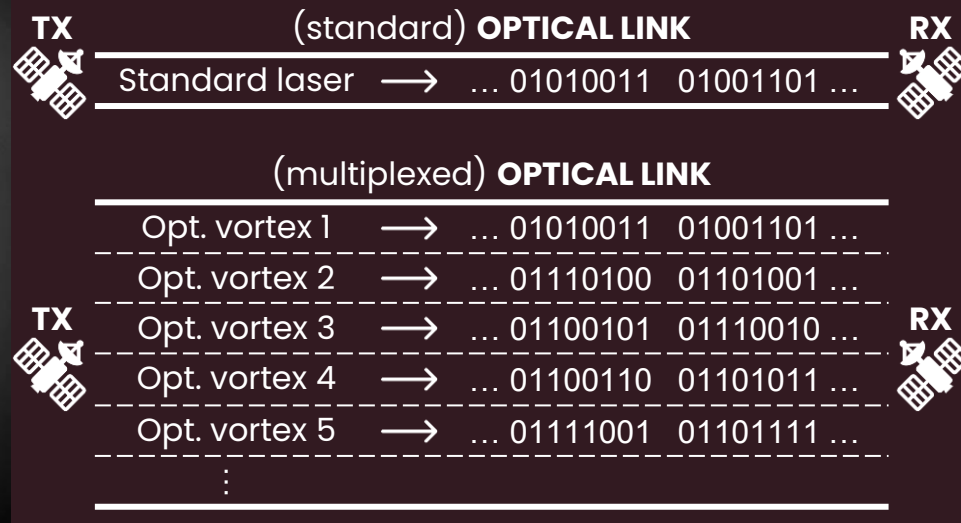 TX (standard) OPTICAL LINK RX
Standard laser → … 01010011 01001101 …
(multiplexed) OPTICAL LINK
Opt. vortex 1 → … 01010011 01001101 …
Opt. vortex 2 → … 01110100 01101001 …
TX Opt. vortex 3 → … 01100101 01110010 … RX
Opt. vortex 4 → … 01100110 01101011 …
Opt. vortex 5 → … 01111001 01101111 …
⋮